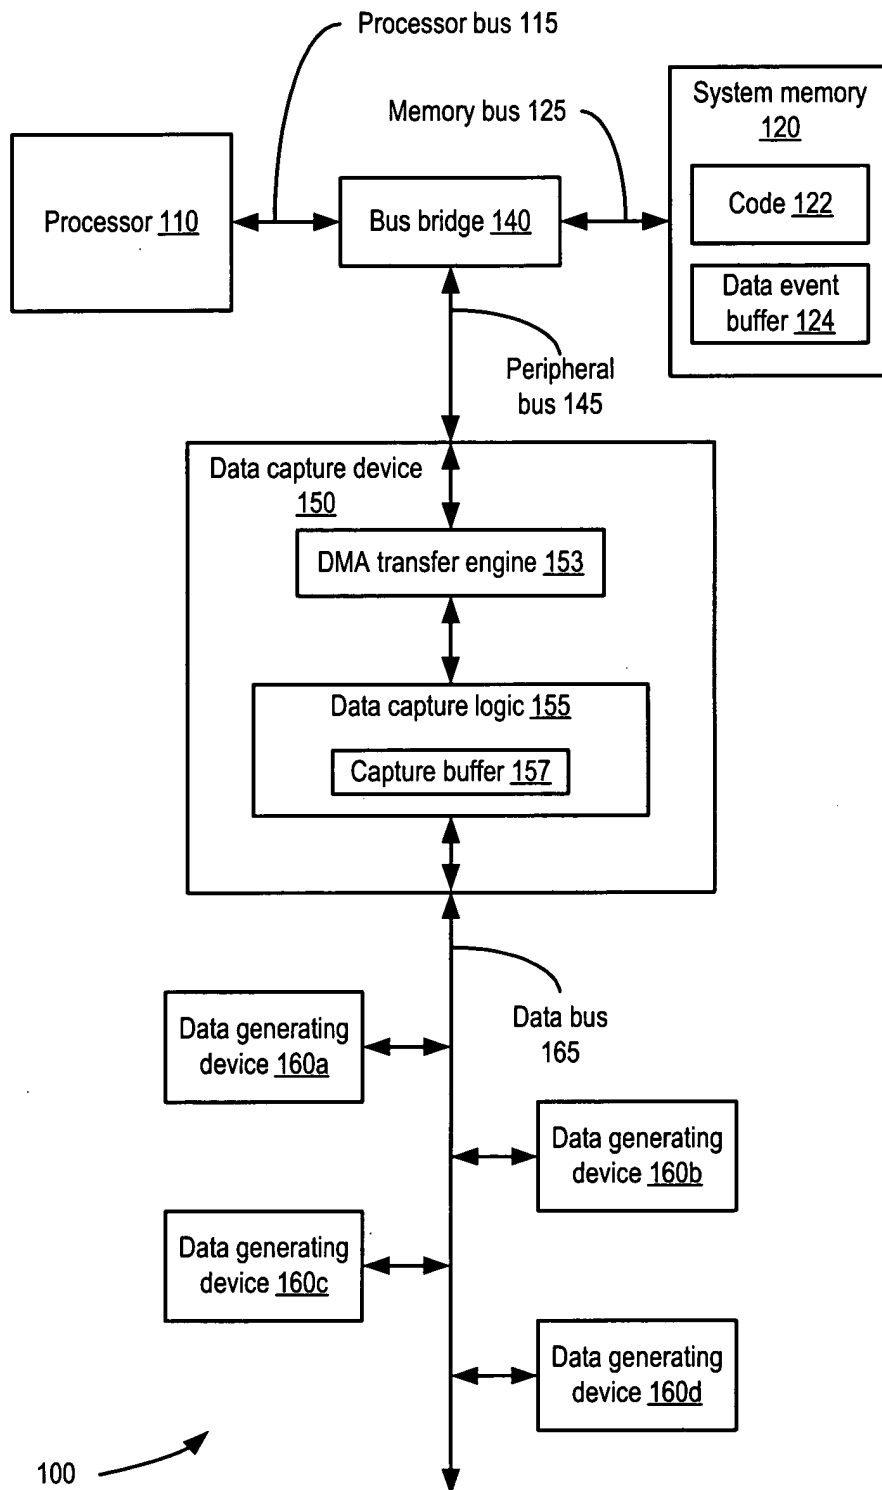 Processor bus 115
Memory bus 125
System memory
120
Processor 110
Bus bridge 140
Code 122
Data event
buffer 124
Peripheral
bus 145
Data capture device
150
DMA transfer engine 153
Data capture logic 155
Capture buffer 157
Data bus
165
Data generating
device 160a
Data generating
device 160b
Data generating
device 160c
Data generating
device 160d
100